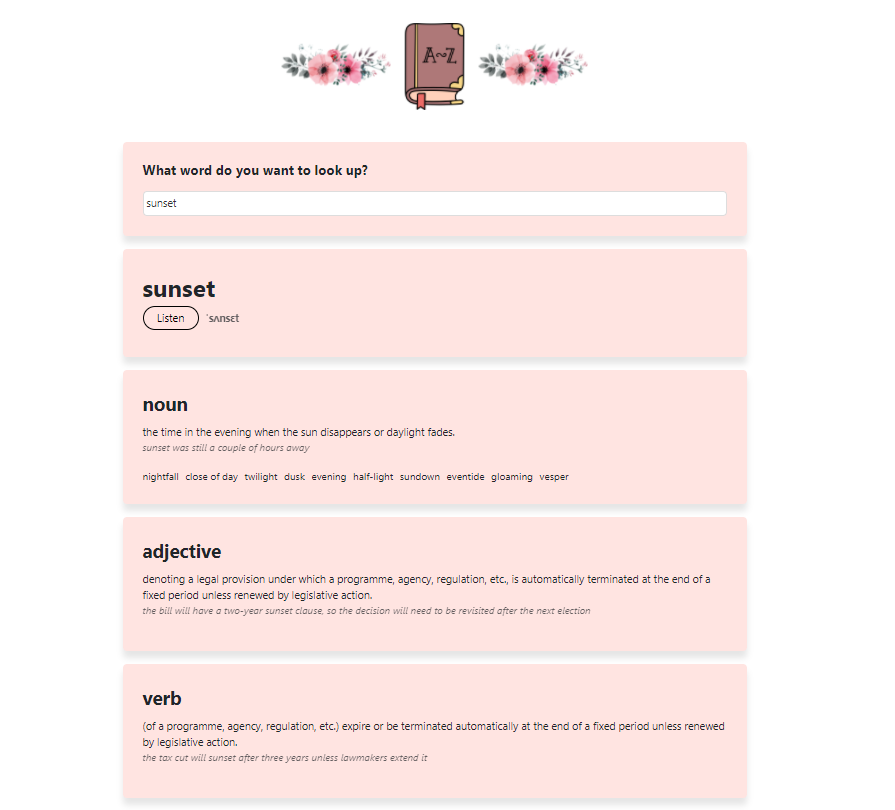 A~Z
What word do you want to look up?
sunset
sunset
Listen ˈsʌnsɛt
noun
the time in the evening when the sun disappears or daylight fades.
sunset was still a couple of hours away
nightfall close of day twilight dusk evening half-light sundown eventide gloaming vesper
adjective
denoting a legal provision under which a programme, agency, regulation, etc., is automatically terminated at the end of a
fixed period unless renewed by legislative action.
the bill will have a two-year sunset clause, so the decision will need to be revisited after the next election
verb
(of a programme, agency, regulation, etc.) expire or be terminated automatically at the end of a fixed period unless renewed
by legislative action.
the tax cut will sunset after three years unless lawmakers extend it